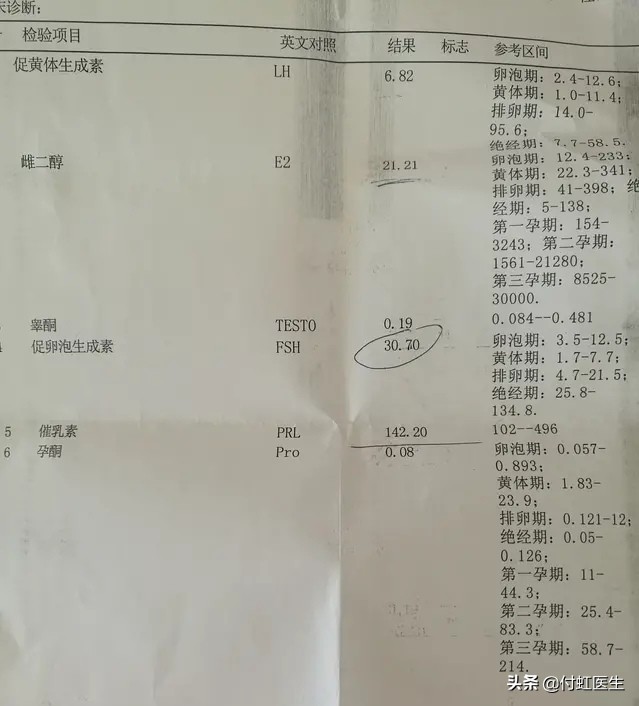 床诊断:
检验项目 英文对照 结果 标志 参考区间
促黄体生成素 LH 6.82 卵泡期: 2.4-12.6;
黄体期: 1.0-11.4;
排卵期: 14.0-
95.6;
绝经期: 7.7-58.5.
雌二醇 E2 21.21 卵泡期: 12.4-233;
黄体期: 22.3-341;
排卵期: 41-398; 绝
经期: 5-138;
第一孕期: 154-
3243; 第二孕期:
1561-21280;
第三孕期: 8525-
30000.
睾酮 TESTO 0.19 0.084--0.481
4 促卵泡生成素 FSH 30.70 卵泡期: 3.5-12.5;
黄体期: 1.7-7.7;
排卵期: 4.7-21.5;
绝经期: 25.8-
134.8.
5 催乳素 PRL 142.20 102--496
6 孕酮 Pro 0.08 卵泡期: 0.057-
0.893;
黄体期: 1.83-
23.9;
排卵期: 0.121-12;
绝经期: 0.05-
0.126;
第一孕期: 11-
44.3;
第二孕期: 25.4-
83.3;
第三孕期: 58.7-
214.
头条 @付虹医生